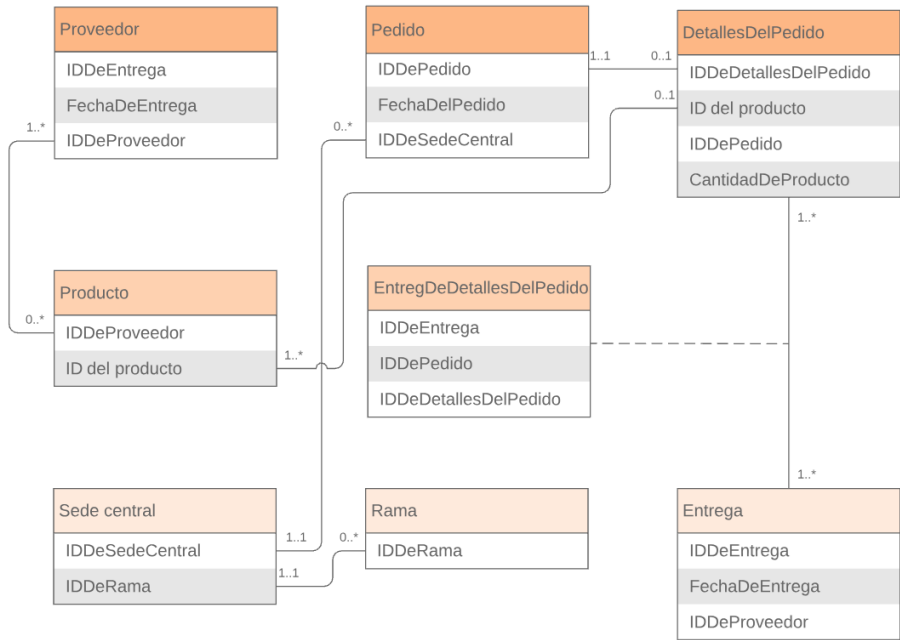 Proveedor
IDDeEntrega
FechaDeEntrega
IDDeProveedor
1..*
Pedido
IDDePedido
FechaDelPedido
IDDeSedeCentral
1..1
0..*
DetallesDelPedido
IDDeDetallesDelPedido
ID del producto
IDDePedido
CantidadDeProducto
0..1
0..1
1..*
Producto
IDDeProveedor
ID del producto
0..*
1..*
EntregDeDetallesDelPedido
IDDeEntrega
IDDePedido
IDDeDetallesDelPedido
Sede central
IDDeSedeCentral
IDDeRama
1..1
1..1
Rama
IDDeRama
0..*
1..*
Entrega
IDDeEntrega
FechaDeEntrega
IDDeProveedor